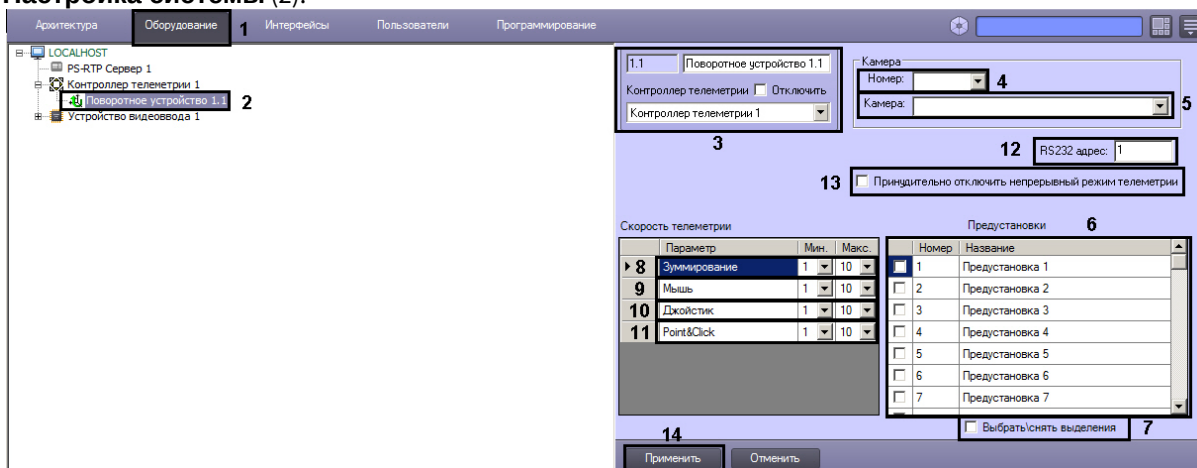 Настройка системы (2).
Архитектура Оборудование 1 Интерфейсы Пользователи Программирование
LOCALHOST
PS-RTP Сервер 1
Контроллер телеметрии 1
Поворотное устройство 1.1 2
Устройство видеоввода 1
1.1 Поворотное устройство 1.1
Контроллер телеметрии Отключить
Контроллер телеметрии 1
3
Камера
Номер: 4
Камера: 5
12 RS232 адрес: 1
13 Принудительно отключить непрерывный режим телеметрии
Скорость телеметрии
Параметр Мин. Макс.
8 Зуммирование 1 10
9 Мышь 1 10
10 Джойстик 1 10
11 Point&Click 1 10
Предустановки 6
Номер Название
1 Предустановка 1
2 Предустановка 2
3 Предустановка 3
4 Предустановка 4
5 Предустановка 5
6 Предустановка 6
7 Предустановка 7
Выбрать\снять выделения 7
14
Применить Отменить